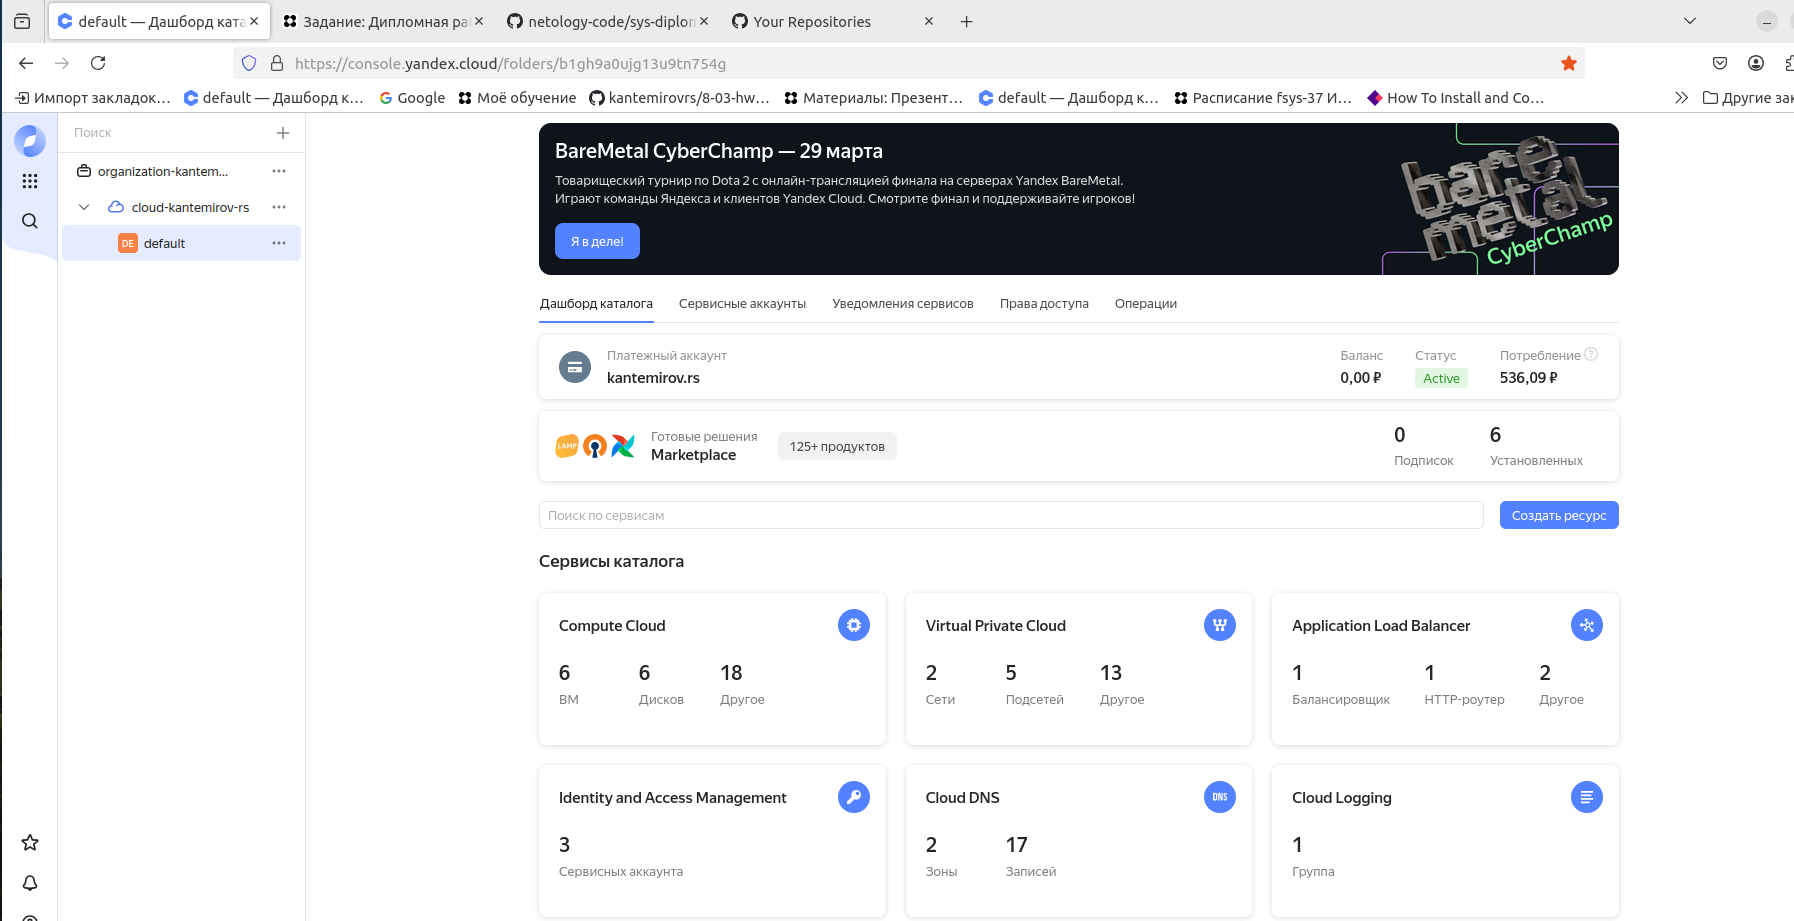 default — Дашборд ката
Задание: Дипломная ра
netology-code/sys-diplon
Your Repositories
https://console.yandex.cloud/folders/b1gh9a0ujg13u9tn754g
Импорт закладок…
default — Дашборд к…
Google
Моё обучение
kantemirovrs/8-03-hw…
Материалы: Презент…
default — Дашборд к…
Расписание fsys-37 И…
How To Install and Co…
Другие зак
Поиск
organization-kantem...
cloud-kantemirov-rs
DE default
BareMetal CyberChamp — 29 марта
Товарищеский турнир по Dota 2 с онлайн-трансляцией финала на серверах Yandex BareMetal.
Играют команды Яндекса и клиентов Yandex Cloud. Смотрите финал и поддерживайте игроков!
Я в деле!
bare
metal
CyberChamp
Дашборд каталога
Сервисные аккаунты
Уведомления сервисов
Права доступа
Операции
Платежный аккаунт
kantemirov.rs
Баланс
0,00 ₽
Статус
Active
Потребление ?
536,09 ₽
LAMP
Готовые решения
Marketplace
125+ продуктов
0
Подписок
6
Установленных
Поиск по сервисам
Создать ресурс
Сервисы каталога
Compute Cloud
6
ВМ
6
Дисков
18
Другое
Virtual Private Cloud
2
Сети
5
Подсетей
13
Другое
Application Load Balancer
1
Балансировщик
1
HTTP-роутер
2
Другое
Identity and Access Management
3
Сервисных аккаунта
Cloud DNS
DNS
2
Зоны
17
Записей
Cloud Logging
1
Группа